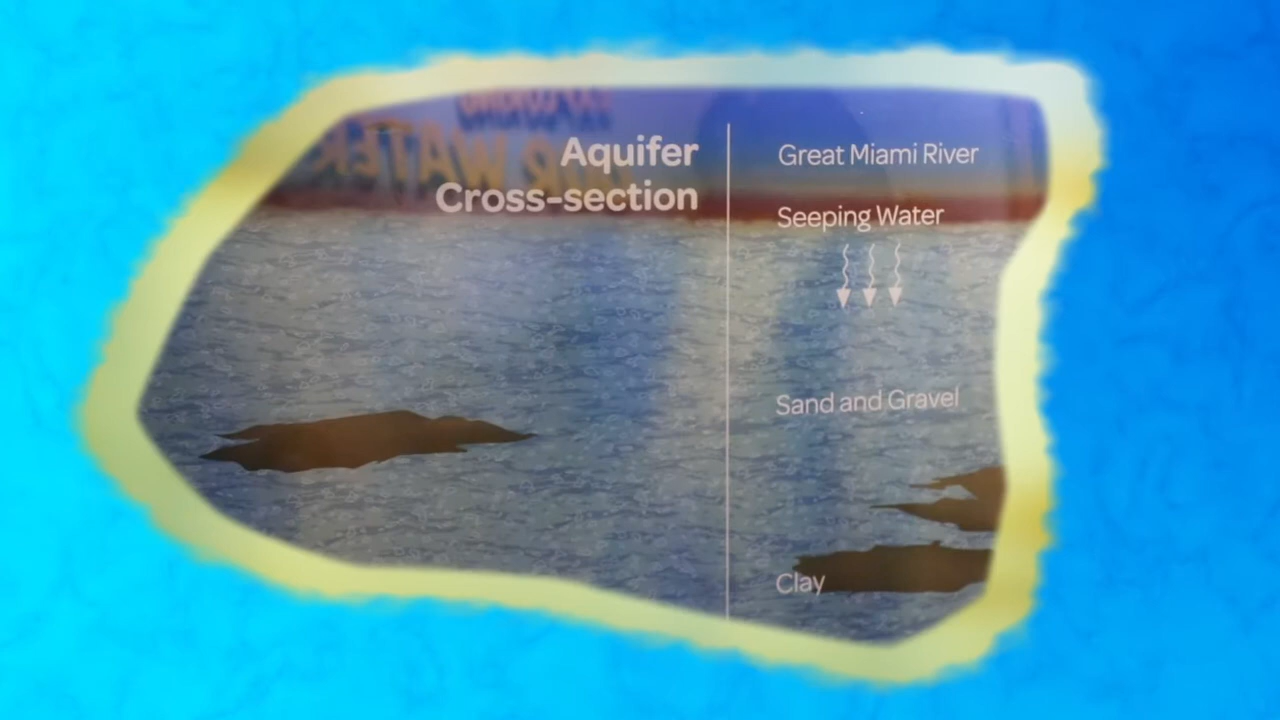 Aquifer
Cross-section
Great Miami River
Seeping Water
Sand and Gravel
Clay